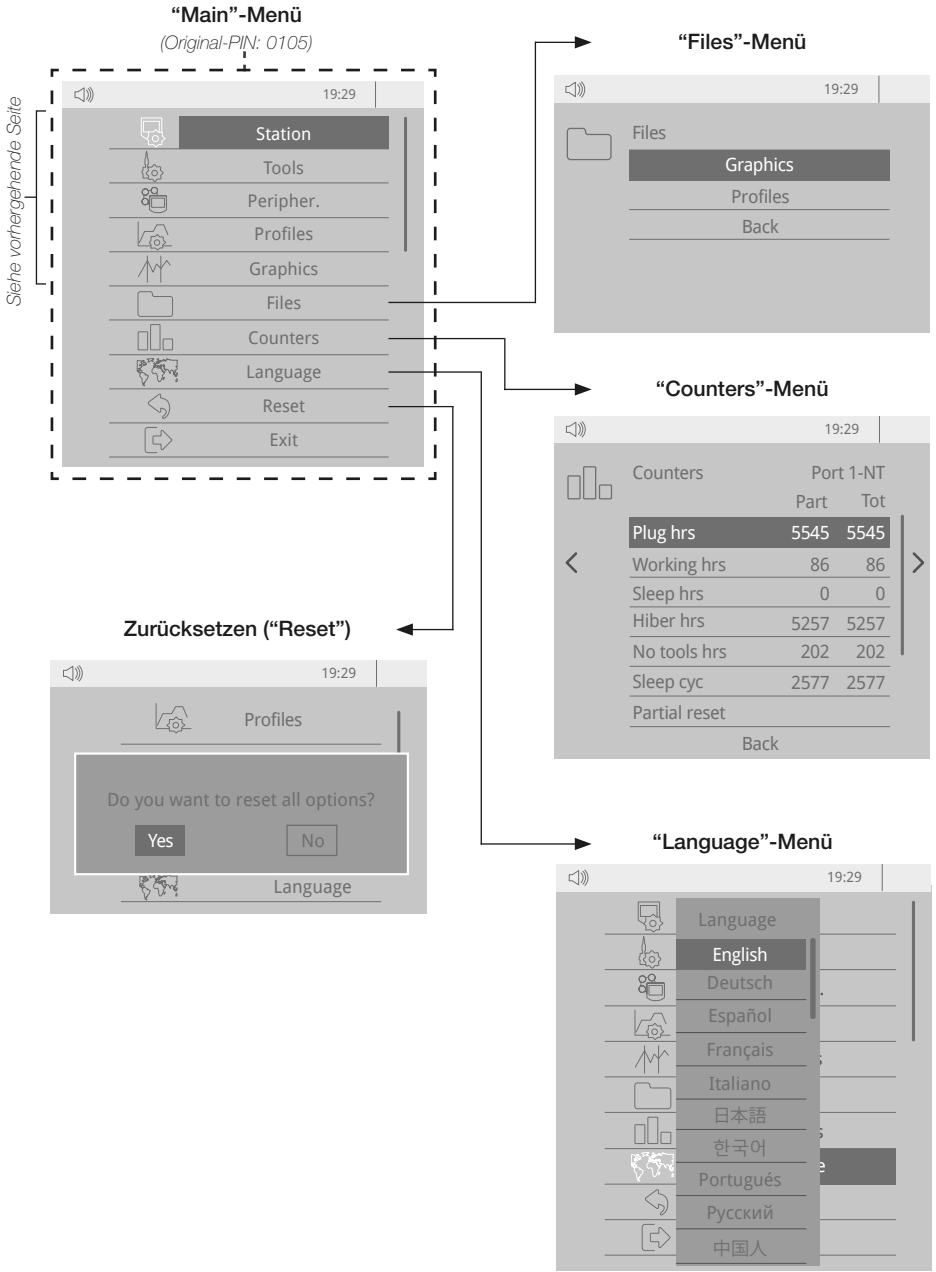 “Main”-Menü
(Original-PIN: 0105)
Siehe vorhergehende Seite
19:29
Station
Tools
Peripher.
Profiles
Graphics
Files
Counters
Language
Reset
Exit
“Files”-Menü
19:29
Files
Graphics
Profiles
Back
“Counters”-Menü
19:29
Counters Port 1-NT
Part Tot
Plug hrs 5545 5545
Working hrs 86 86
Sleep hrs 0 0
Hiber hrs 5257 5257
No tools hrs 202 202
Sleep cyc 2577 2577
Partial reset
Back
Zurücksetzen (“Reset”)
19:29
Profiles
Do you want to reset all options?
Yes No
Language
“Language”-Menü
19:29
Language
English
Deutsch
Español
Français
Italiano
日本語
한국어
Portugués
Русский
中国人